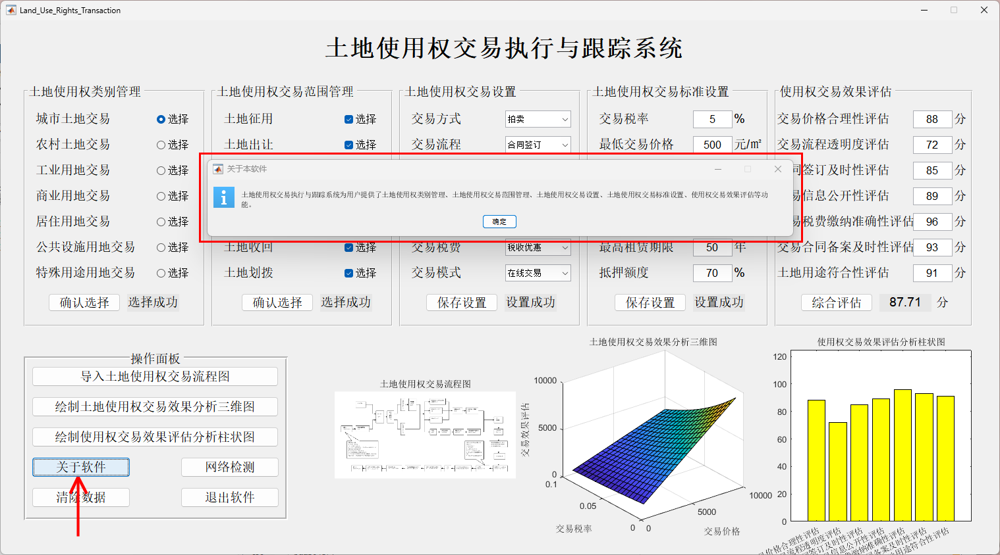 Land_Use_Rights_Transaction
土地使用权交易执行与跟踪系统
土地使用权类别管理
城市土地交易 选择
农村土地交易 选择
工业用地交易 选择
商业用地交易 选择
居住用地交易 选择
公共设施用地交易 选择
特殊用途用地交易 选择
确认选择 选择成功
土地使用权交易范围管理
土地征用 选择
土地出让 选择
土地收回 选择
土地划拨 选择
确认选择 选择成功
土地使用权交易设置
交易方式 拍卖
交易流程 合同签订
交易税费 税收优惠
交易模式 在线交易
保存设置 设置成功
土地使用权交易标准设置
交易税率 5 %
最低交易价格 500 元/㎡
最高租赁期限 50 年
抵押额度 70 %
保存设置 设置成功
使用权交易效果评估
交易价格合理性评估 88 分
交易流程透明度评估 72 分
同签订及时性评估 85 分
易信息公开性评估 89 分
易税费缴纳准确性评估 96 分
交易合同备案及时性评估 93 分
土地用途符合性评估 91 分
综合评估 87.71 分
关于本软件
土地使用权交易执行与跟踪系统为用户提供了土地使用权类别管理、土地使用权交易范围管理、土地使用权交易设置、土地使用权交易标准设置、使用权交易效果评估等功
能。
确定
操作面板
导入土地使用权交易流程图
绘制土地使用权交易效果分析三维图
绘制使用权交易效果评估分析柱状图
关于软件 网络检测
清除数据 退出软件
土地使用权交易流程图
土地使用权交易效果分析三维图
交易效果评估
10000
5000
0
0.1
0.05
0
交易税率
0
5000
10000
交易价格
使用权交易效果评估分析柱状图
120
100
80
60
40
20
0
易价格合理性评估
流程透明度评估
签订及时性评估
信息公开性评估
缴纳准确性评估
备案及时性评估
用途符合性评估